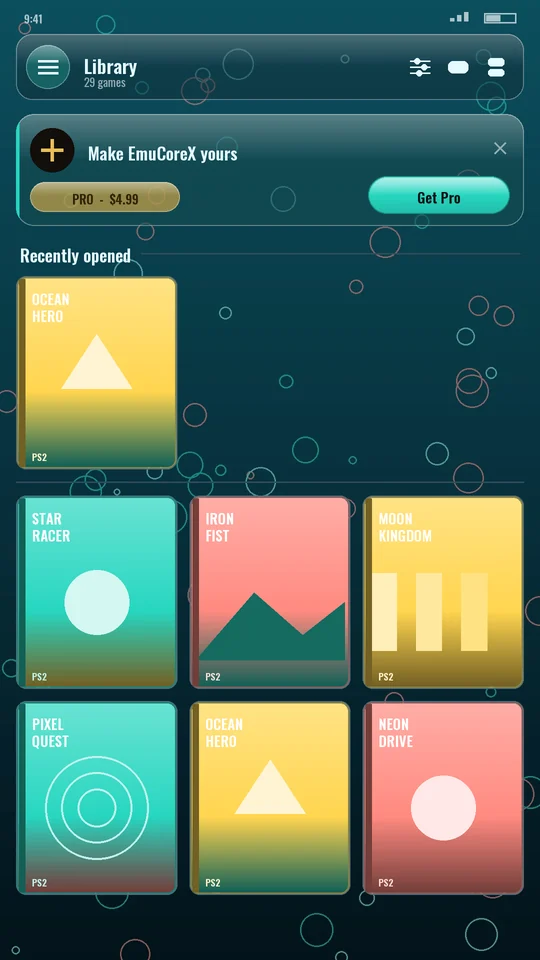 9:41
Library
29 games
Make EmuCoreX yours
PRO - $4.99
Get Pro
Recently opened
OCEAN
HERO
PS2
STAR
RACER
PS2
IRON
FIST
PS2
MOON
KINGDOM
PS2
PIXEL
QUEST
PS2
OCEAN
HERO
PS2
NEON
DRIVE
PS2